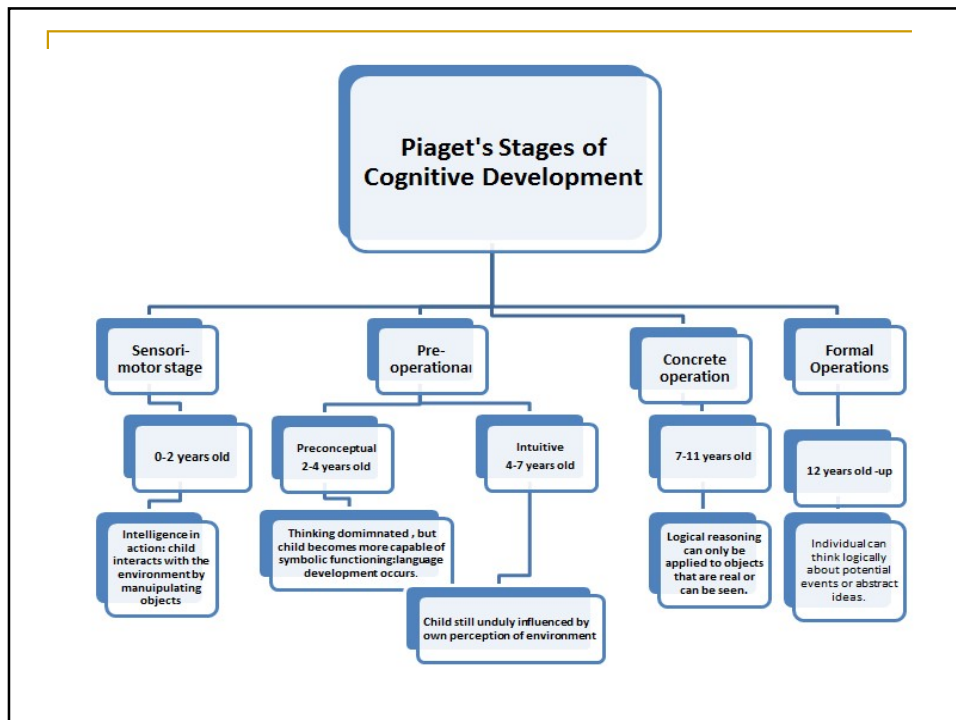 Piaget's Stages of
Cognitive Development
Sensori-
motor stage
Pre-
operational
Concrete
operation
Formal
Operations
0-2 years old
Preconceptual
2-4 years old
Intuitive
4-7 years old
7-11 years old
12 years old -up
Intelligence in
action: child
interacts with the
environment by
manuipulating
objects
Thinking domimnated , but
child becomes more capable of
symbolic functioning:language
development occurs.
Child still unduly influenced by
own perception of environment
Logical reasoning
can only be
applied to objects
that are real or
can be seen.
Individual can
think logically
about potential
events or abstract
ideas.